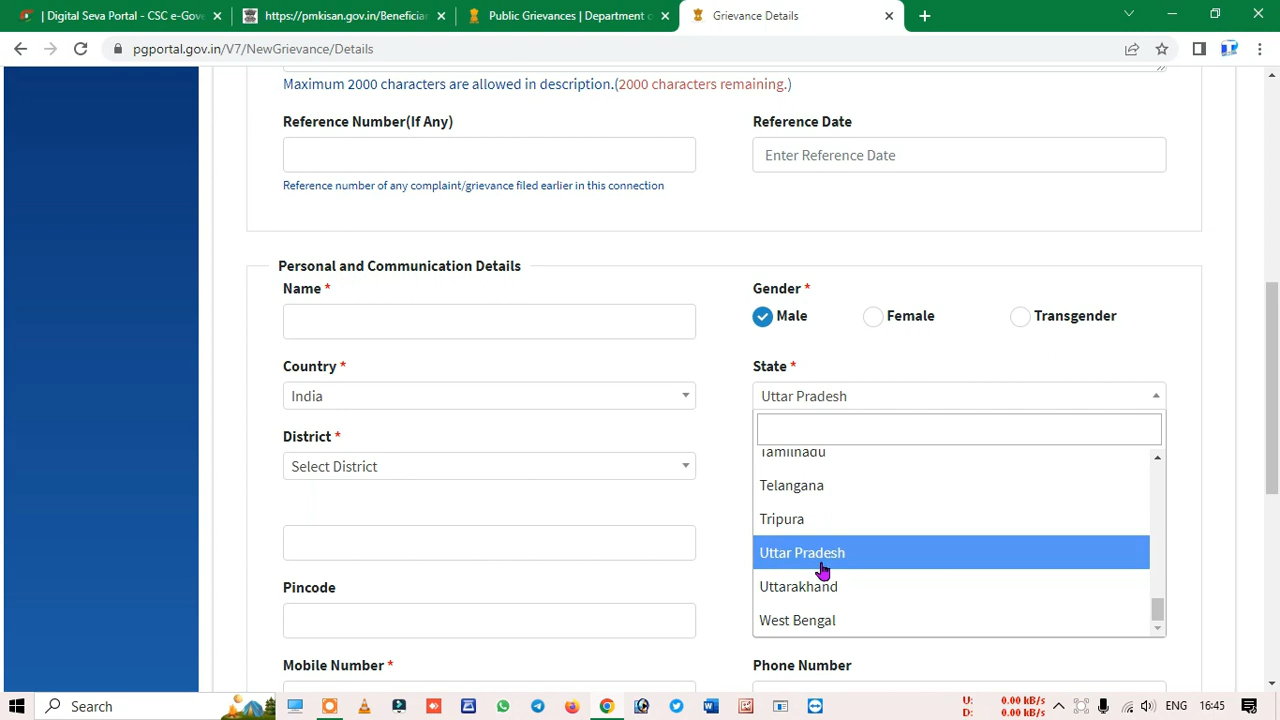 | Digital Seva Portal - CSC e-Gov
https://pmkisan.gov.in/Beneficiar
Public Grievances | Department o
Grievance Details
pgportal.gov.in/V7/NewGrievance/Details
Maximum 2000 characters are allowed in description.(2000 characters remaining.)
Reference Number(If Any)
Reference Date
Enter Reference Date
Reference number of any complaint/grievance filed earlier in this connection
Personal and Communication Details
Name *
Gender *
Male
Female
Transgender
Country *
State *
India
Uttar Pradesh
District *
Select District
Tamilnadu
Telangana
Tripura
Uttar Pradesh
Uttarakhand
West Bengal
Pincode
Mobile Number *
Phone Number
Search
U: 0.00 kB/s
D: 0.00 kB/s
ENG
16:45